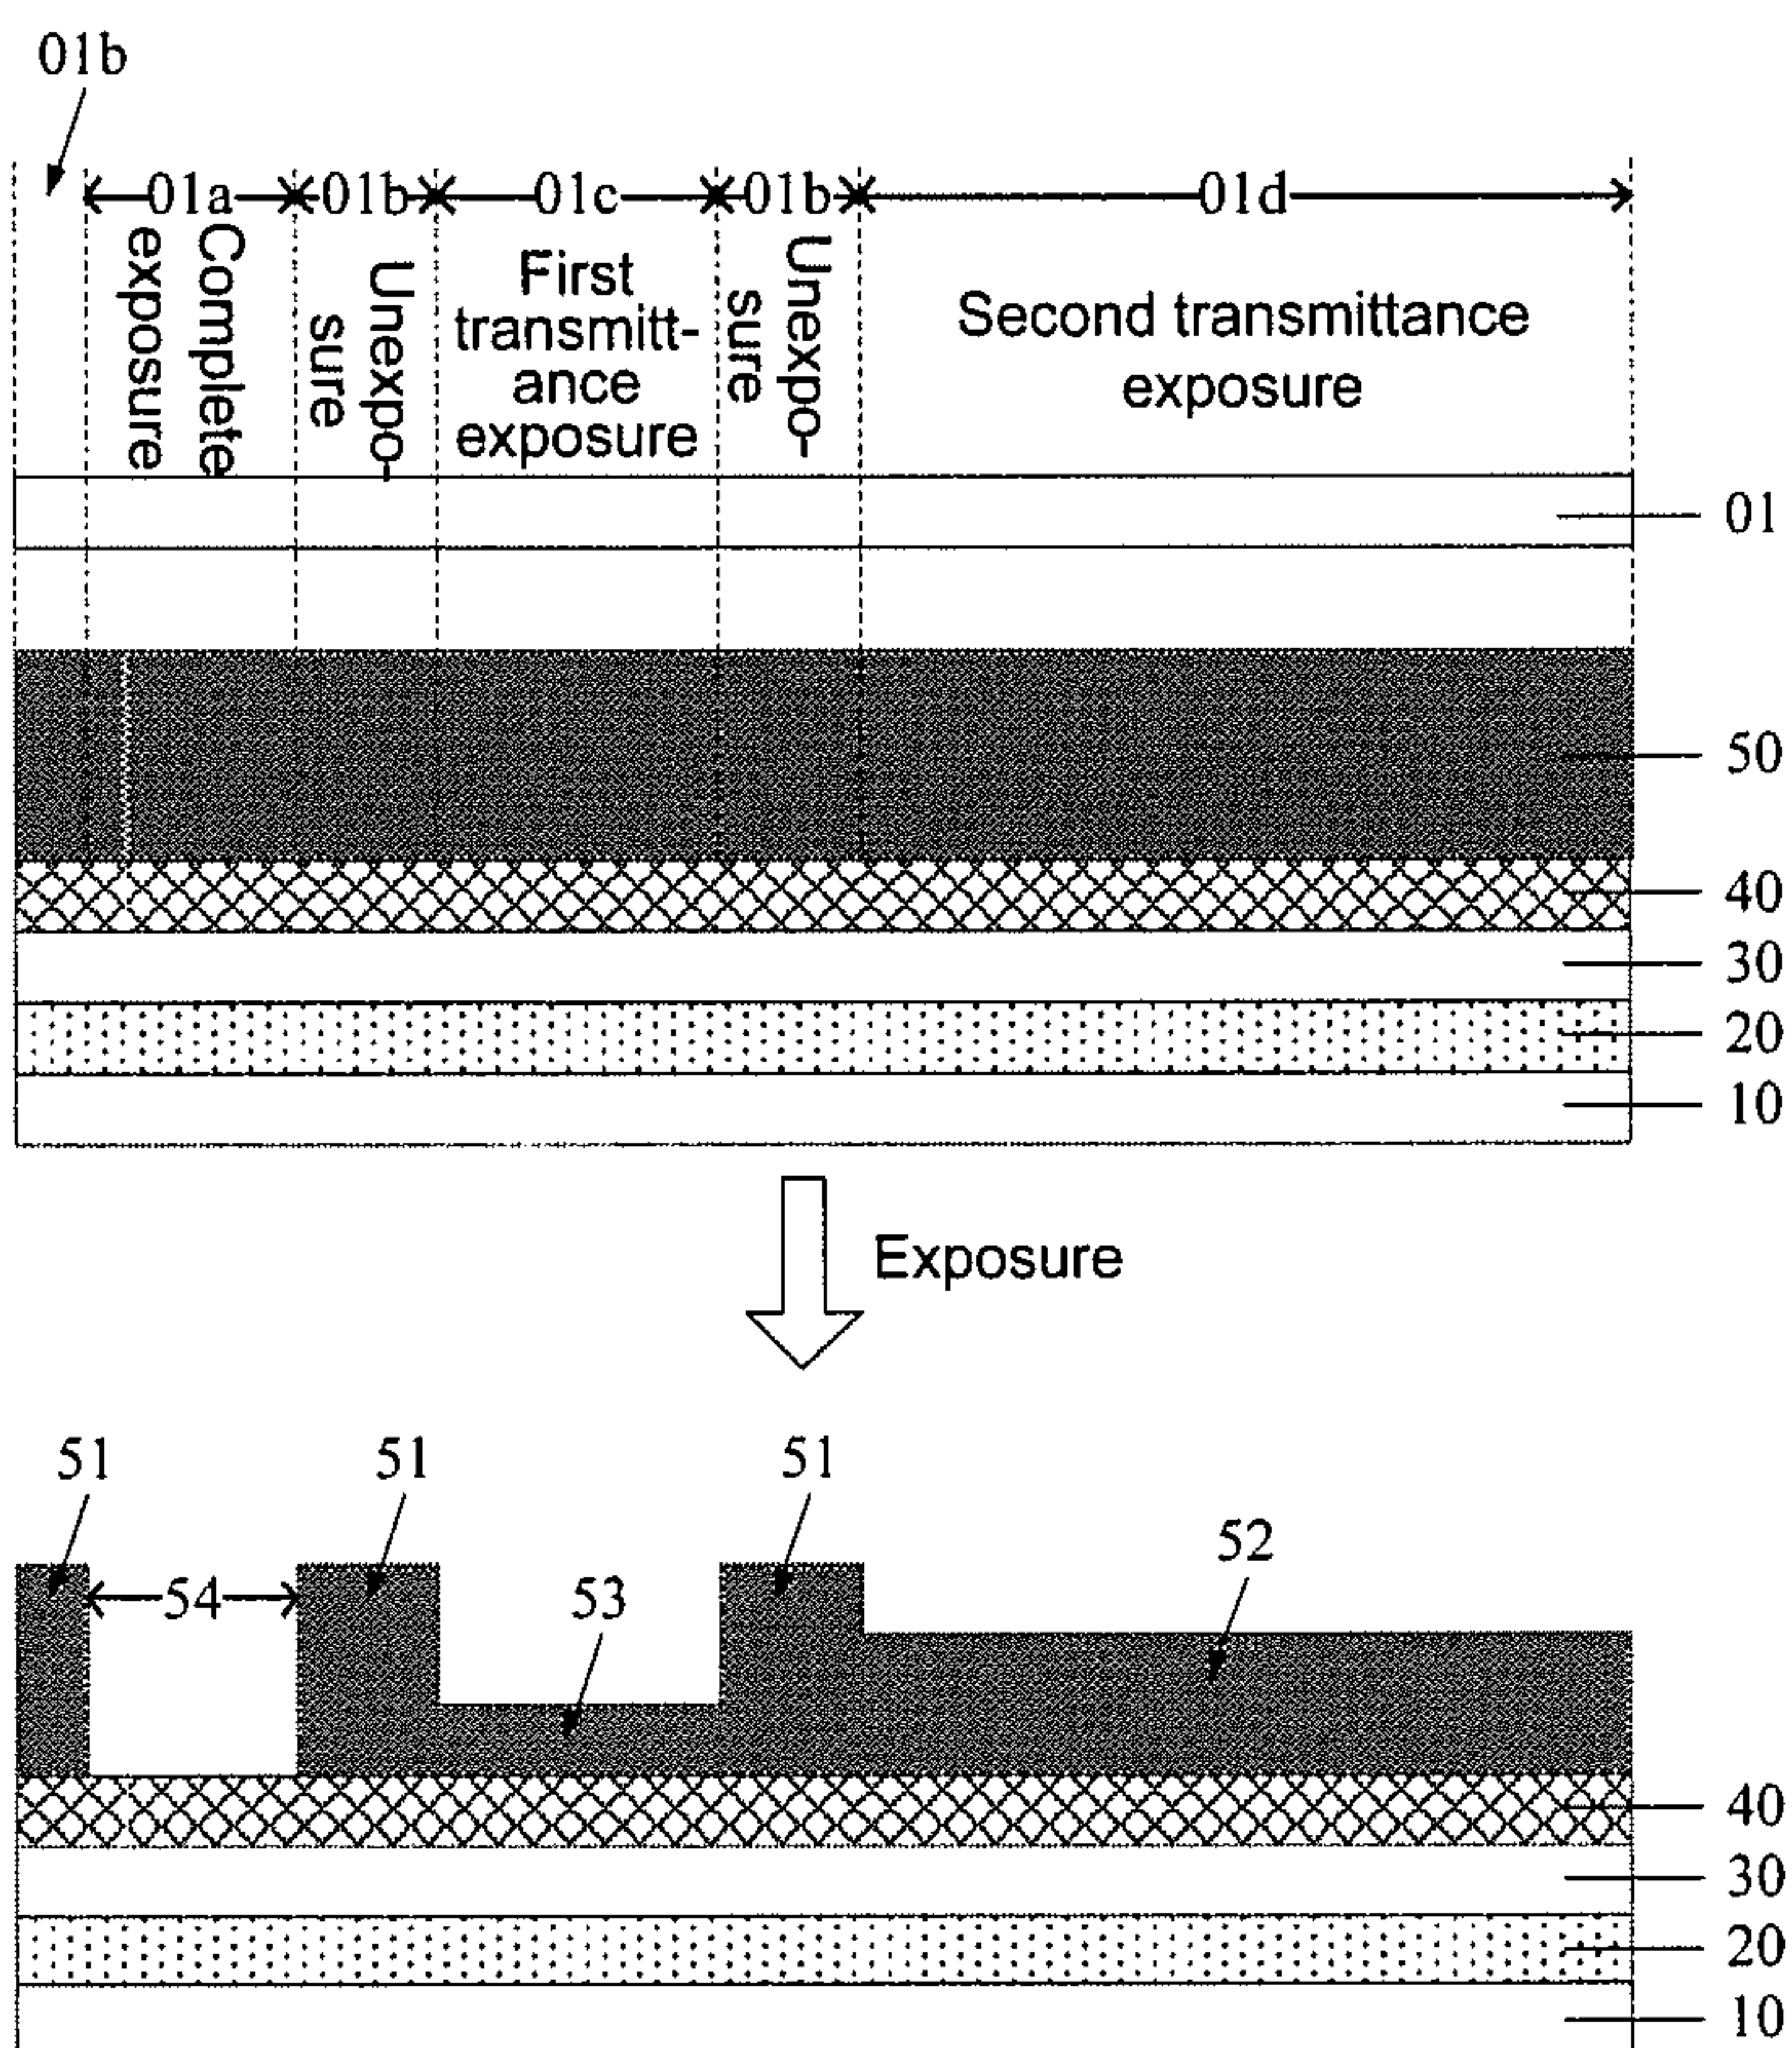 01b
01a 01b 01c 01b 01d
Complete
exposure
Unexpo-
sure
First
transmitt-
ance
exposure
Unexpo-
sure
Second transmittance
exposure
01
50
40
30
20
10
Exposure
51 51 51
52
54
53
40
30
20
10